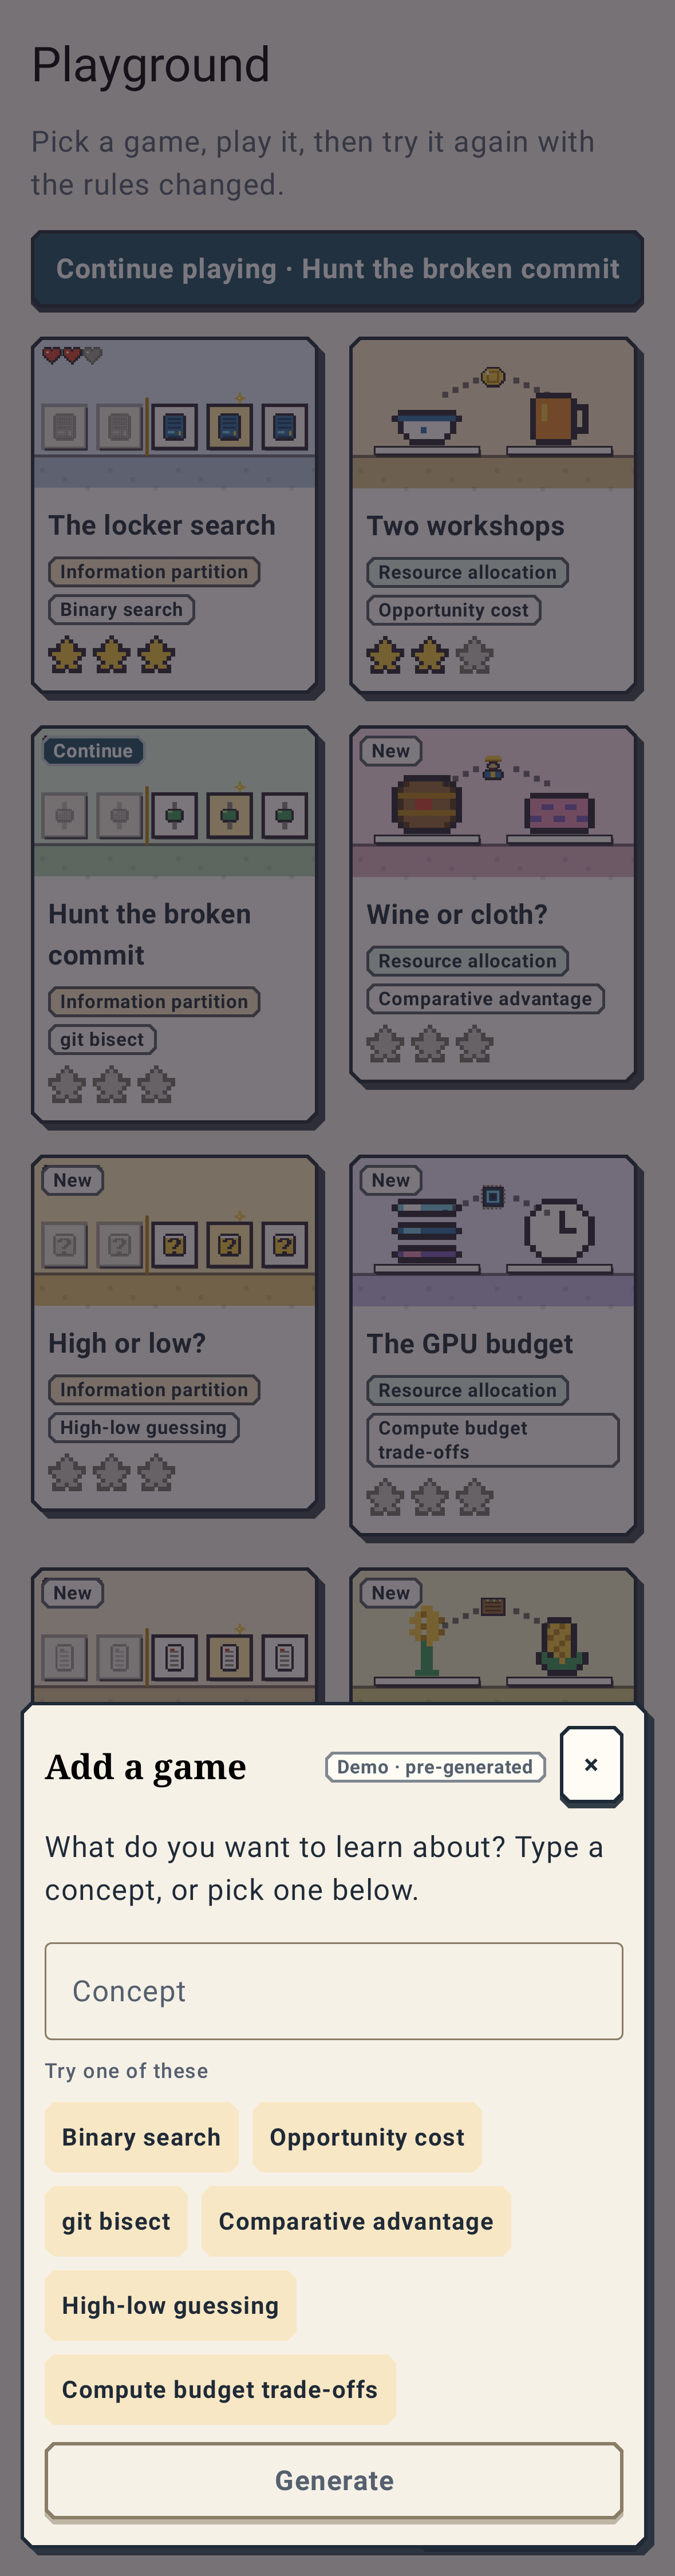 Playground
Pick a game, play it, then try it again with
the rules changed.
Continue playing · Hunt the broken commit
The locker search
Information partition
Binary search
Two workshops
Resource allocation
Opportunity cost
Continue
Hunt the broken
commit
Information partition
git bisect
New
Wine or cloth?
Resource allocation
Comparative advantage
New
? ? ? ? ?
High or low?
Information partition
High-low guessing
New
The GPU budget
Resource allocation
Compute budget
trade-offs
New
New
Add a game
Demo · pre-generated
×
What do you want to learn about? Type a
concept, or pick one below.
Concept
Try one of these
Binary search
Opportunity cost
git bisect
Comparative advantage
High-low guessing
Compute budget trade-offs
Generate